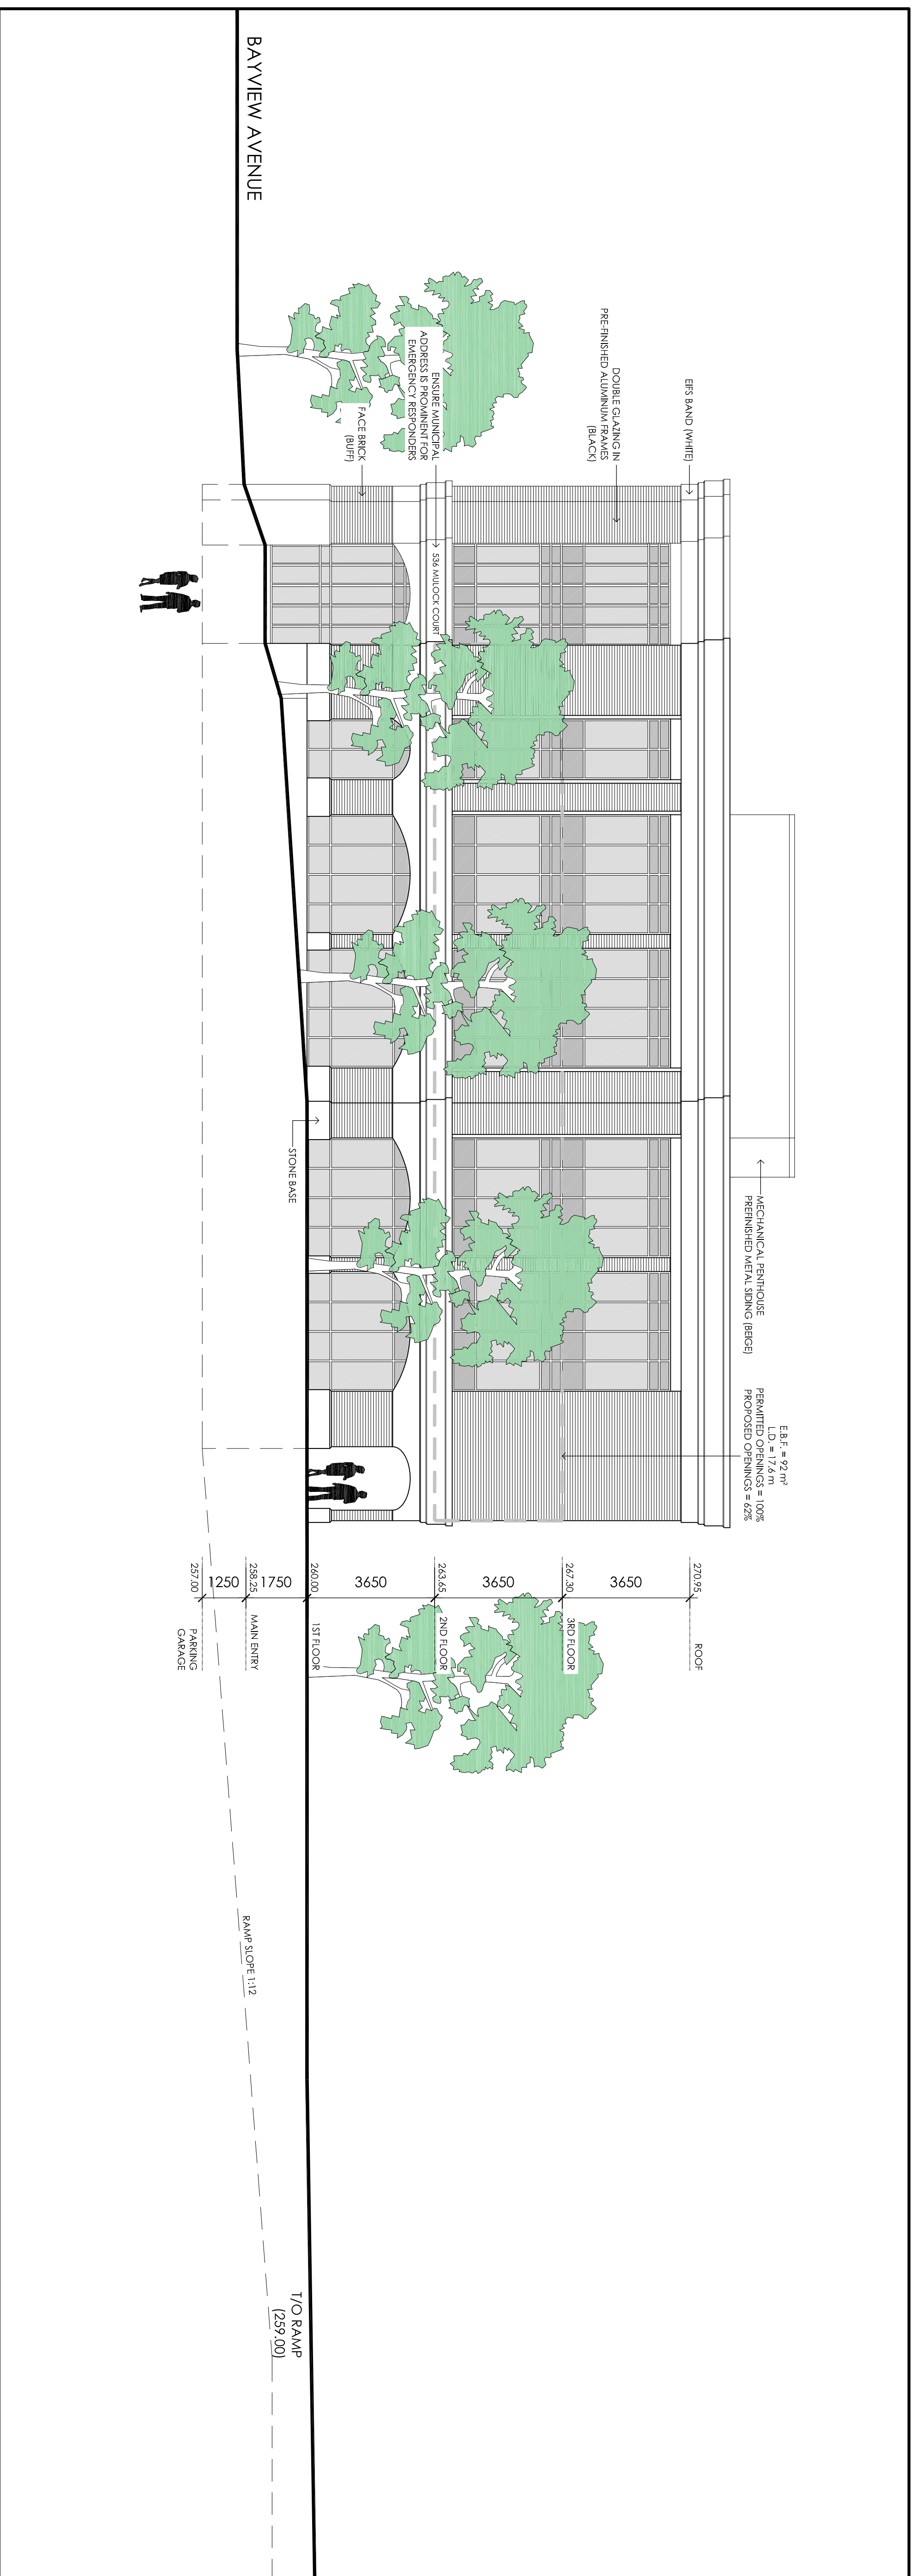 BAYVIEW AVENUE
EIFS BAND (WHITE)
DOUBLE GLAZING IN
PRE-FINISHED ALUMINUM FRAMES
(BLACK)
ENSURE MUNICIPAL
ADDRESS IS PROMINENT FOR
EMERGENCY RESPONDERS
FACE BRICK
(BUFF)
536 MULOCK COURT
STONE BASE
MECHANICAL PENTHOUSE
PREFINISHED METAL SIDING (BEIGE)
E.B.F. = 92 m²
L.D. = 17.6 m
PERMITTED OPENINGS = 100%
PROPOSED OPENINGS = 62%
270.95
ROOF
3650
267.30
3RD FLOOR
3650
263.65
2ND FLOOR
3650
260.00
1ST FLOOR
1750
258.25
MAIN ENTRY
1250
257.00
PARKING
GARAGE
RAMP SLOPE 1:12
T/O RAMP
(259.00)